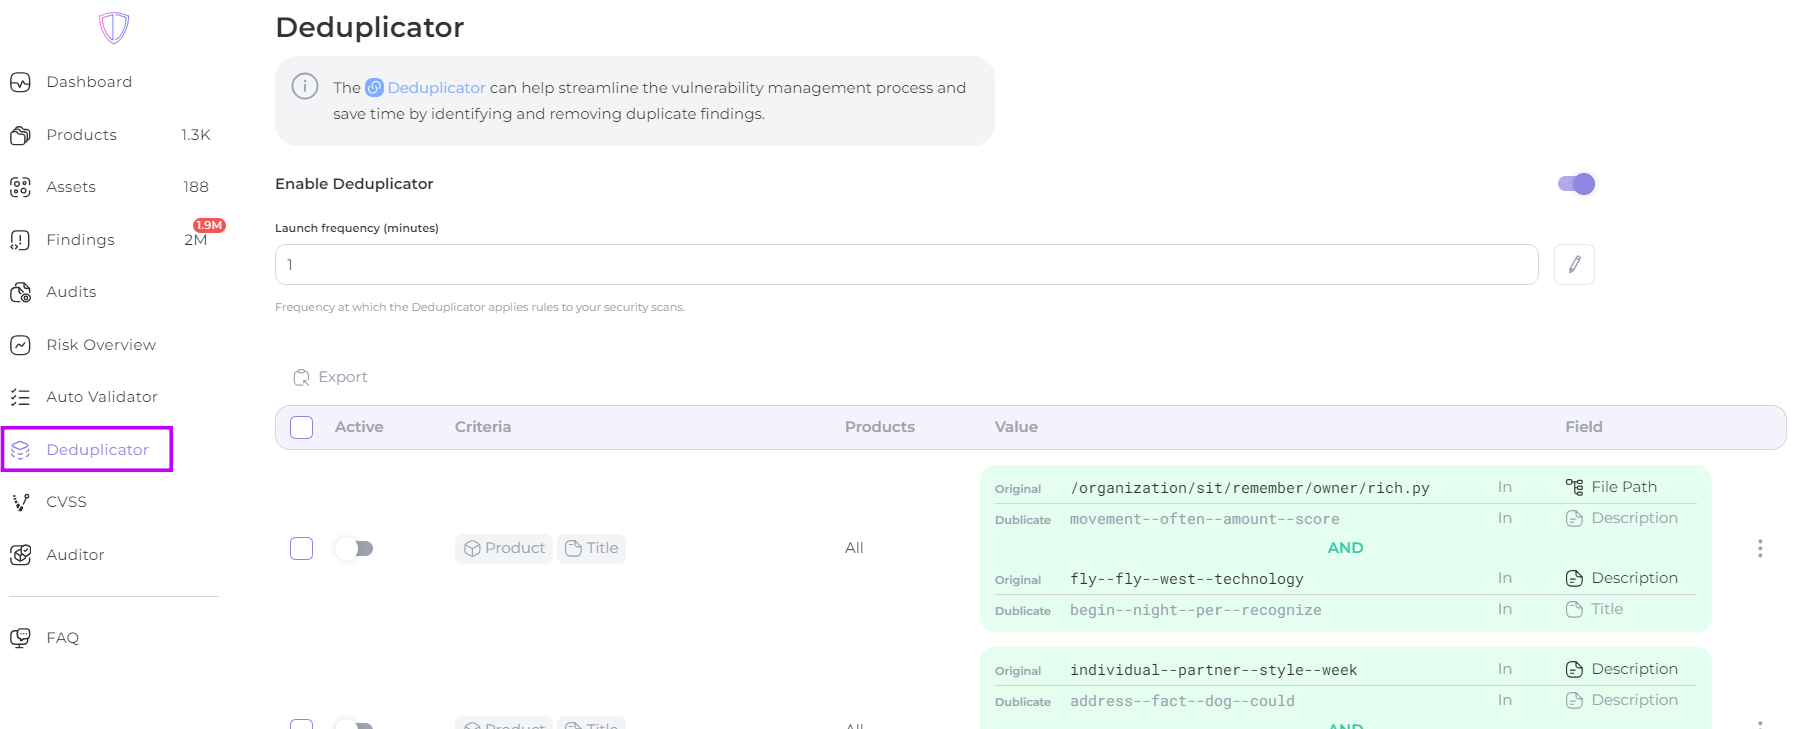 Deduplicator
The Deduplicator can help streamline the vulnerability management process and
save time by identifying and removing duplicate findings.
Dashboard
Products 1.3K
Assets 188
Findings 2M 1.9M
Audits
Risk Overview
Auto Validator
Deduplicator
CVSS
Auditor
FAQ
Enable Deduplicator
Launch frequency (minutes)
1
Frequency at which the Deduplicator applies rules to your security scans.
Export
Active Criteria Products Value Field
Product Title All
Original /organization/sit/remember/owner/rich.py In File Path
Dublicate movement--often--amount--score In Description
AND
Original fly--fly--west--technology In Description
Dublicate begin--night--per--recognize In Title
Original individual--partner--style--week In Description
Dublicate address--fact--dog--could In Description
Product Title All AND